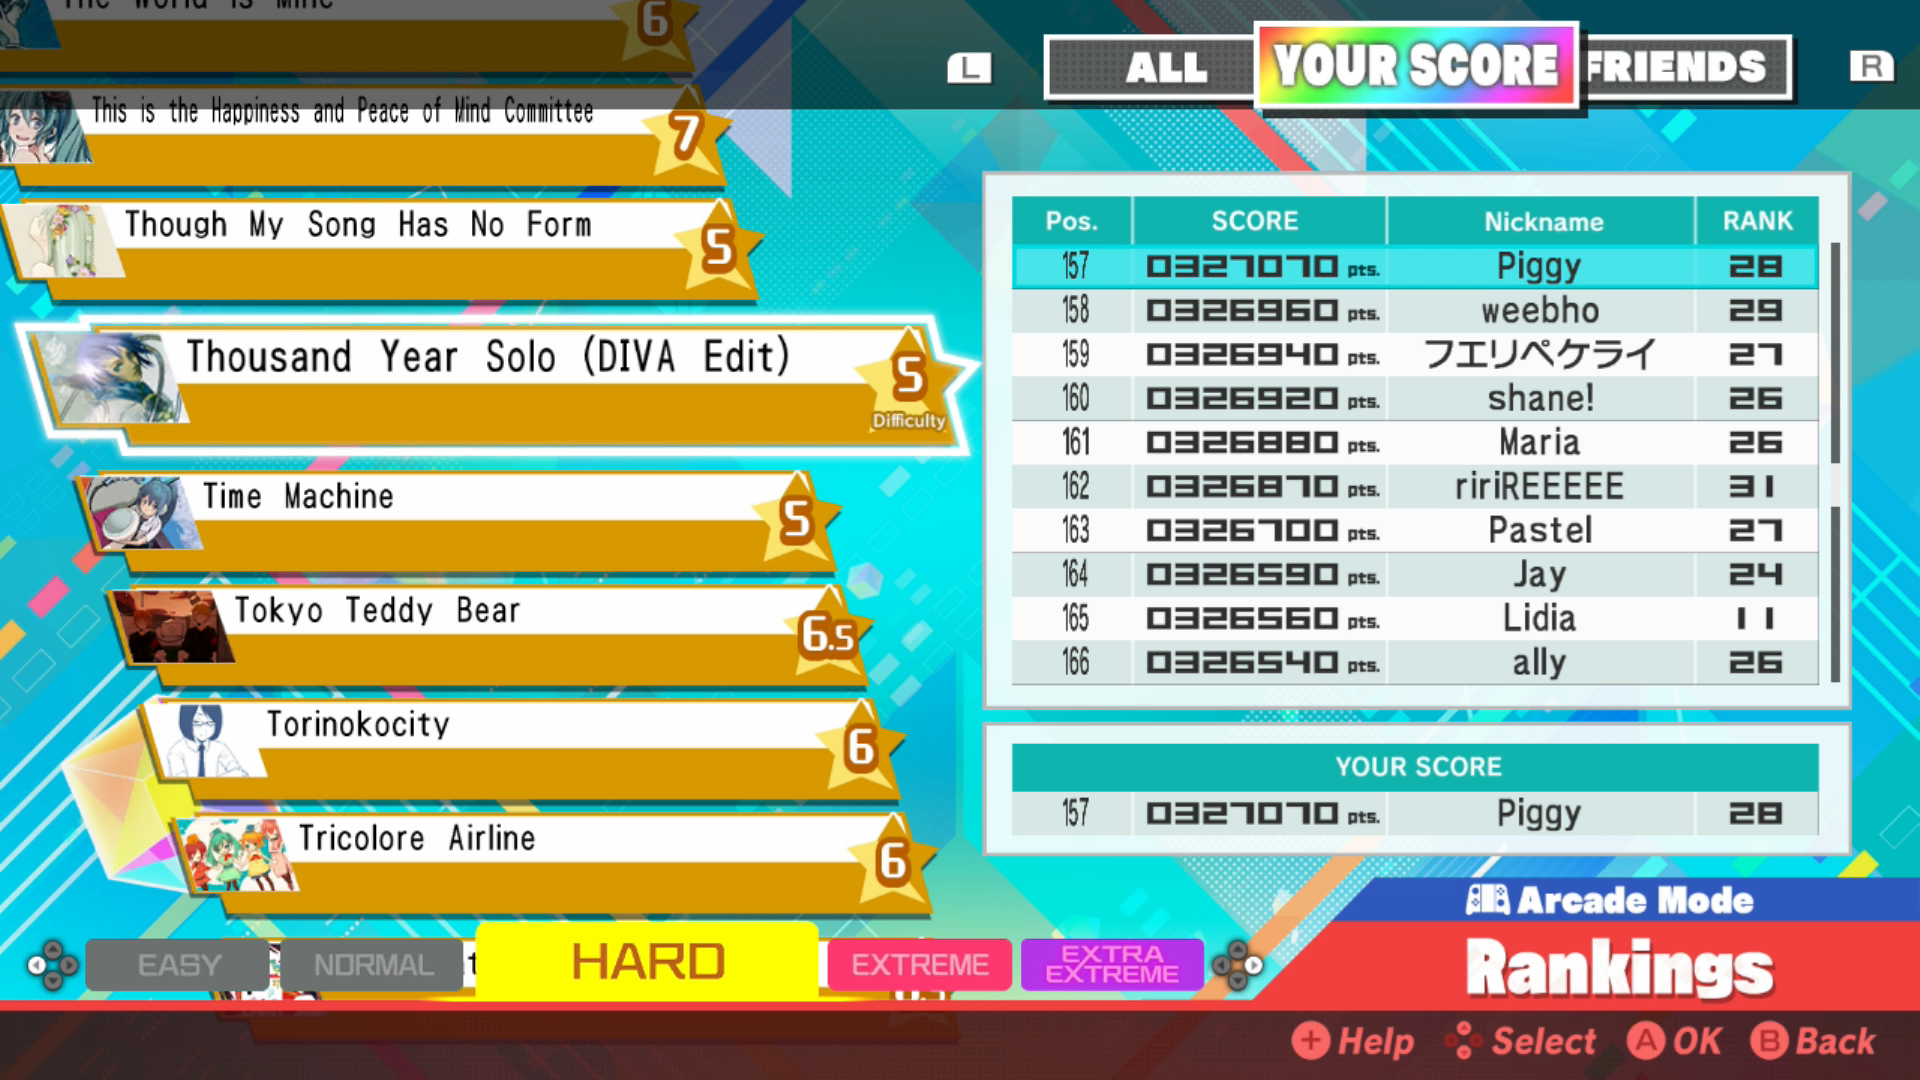 The World is Mine
6
L
ALL
YOUR SCORE
FRIENDS
R
This is the Happiness and Peace of Mind Committee
7
Though My Song Has No Form
5
Thousand Year Solo (DIVA Edit)
5
Difficulty
Time Machine
5
Tokyo Teddy Bear
6.5
Torinokocity
6
Tricolore Airline
6
Pos. SCORE Nickname RANK
157 0327070 pts. Piggy 28
158 0326960 pts. weebho 29
159 0326940 pts. フエリペケライ 27
160 0326920 pts. shane! 26
161 0326880 pts. Maria 26
162 0326870 pts. ririREEEEE 31
163 0326700 pts. Pastel 27
164 0326590 pts. Jay 24
165 0326560 pts. Lidia 11
166 0326540 pts. ally 26
YOUR SCORE
157 0327070 pts. Piggy 28
Arcade Mode
Rankings
EASY NORMAL HARD EXTREME EXTRA EXTREME
+ Help Select A OK B Back